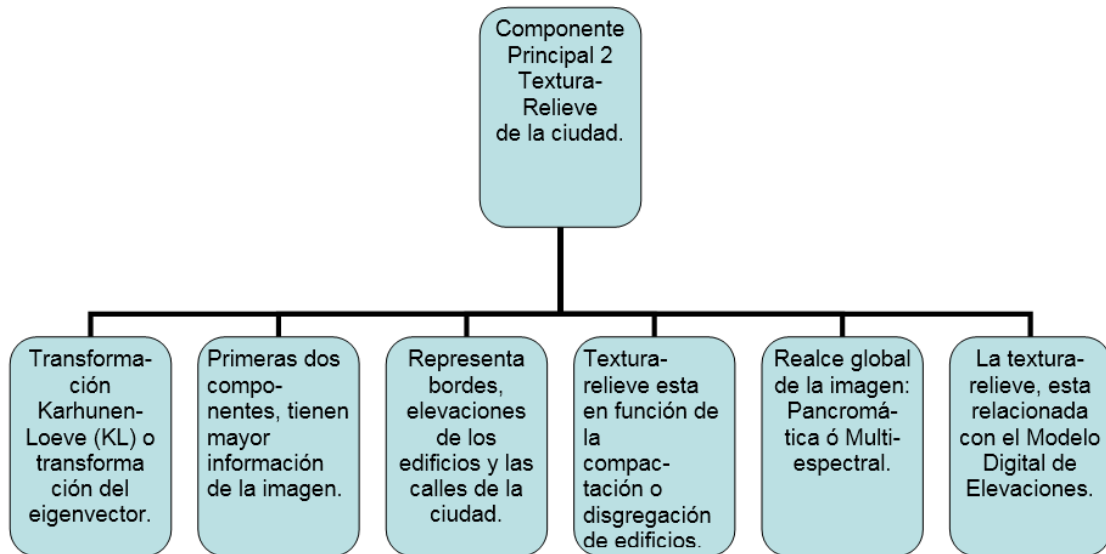 Componente
Principal 2
Textura-
Relieve
de la ciudad.
Transforma-
ción
Karhunen-
Loeve (KL) o
transforma
ción del
eigenvector.
Primeras dos
compo-
nentes, tienen
mayor
información
de la imagen.
Representa
bordes,
elevaciones
de los
edificios y las
calles de la
ciudad.
Textura-
relieve esta
en función de
la
compac-
tación o
disgregación
de edificios.
Realce global
de la imagen:
Pancromá-
tica ó Multi-
espectral.
La textura-
relieve, esta
relacionada
con el Modelo
Digital de
Elevaciones.